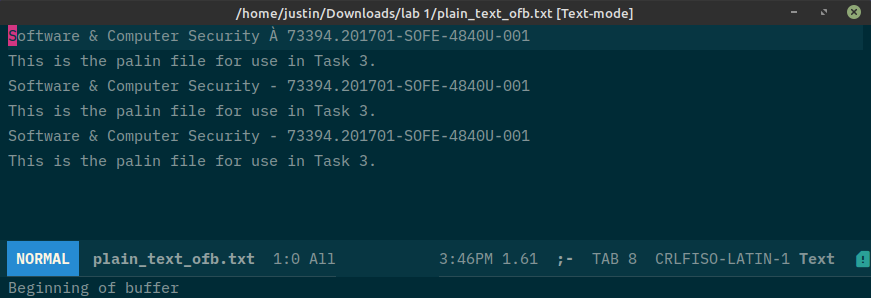 /home/justin/Downloads/lab 1/plain_text_ofb.txt [Text-mode]
Software & Computer Security À 73394.201701-SOFE-4840U-001
This is the palin file for use in Task 3.
Software & Computer Security - 73394.201701-SOFE-4840U-001
This is the palin file for use in Task 3.
Software & Computer Security - 73394.201701-SOFE-4840U-001
This is the palin file for use in Task 3.
NORMAL plain_text_ofb.txt 1:0 All 3:46PM 1.61 ;- TAB 8 CRLFISO-LATIN-1 Text !
Beginning of buffer